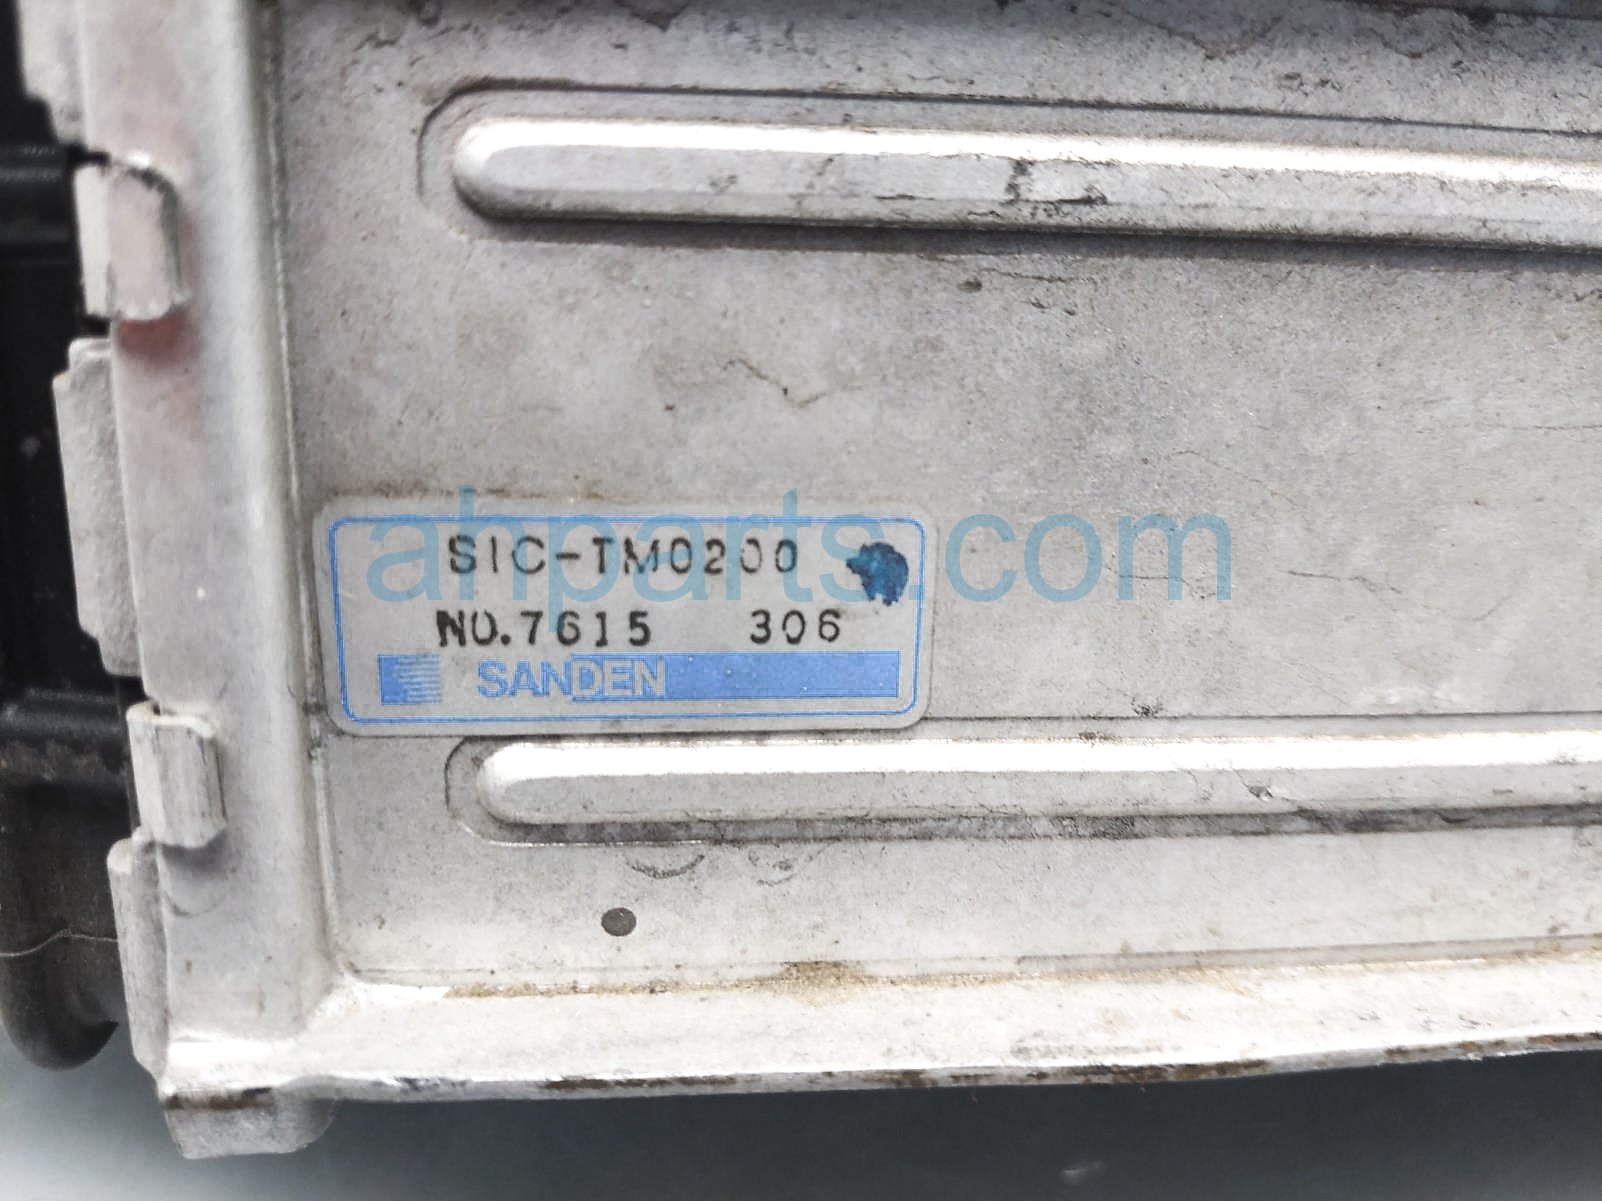 SIC-TM0200
NO.7615 306
SANDEN
ahparts.com